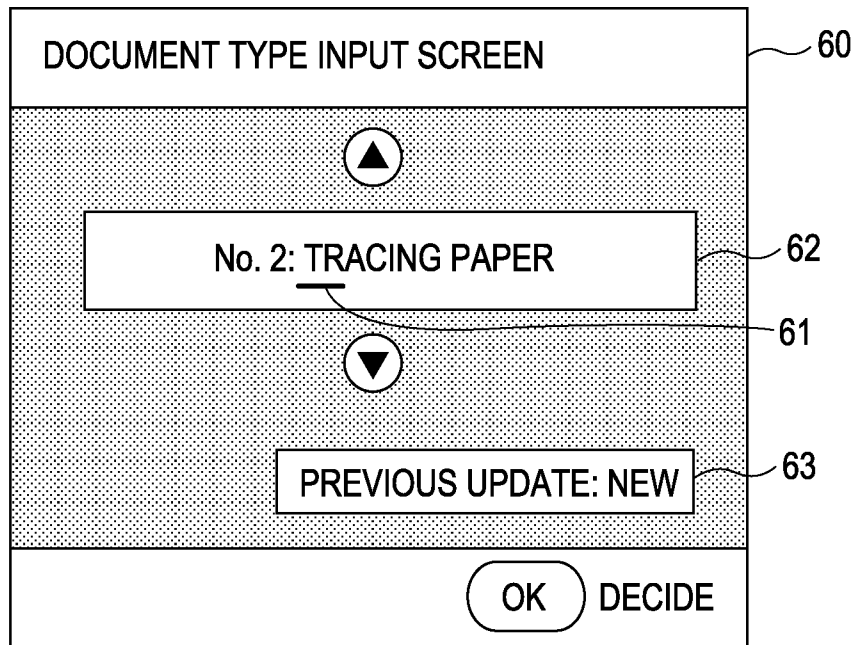 DOCUMENT TYPE INPUT SCREEN
60
No. 2: TRACING PAPER
62
61
PREVIOUS UPDATE: NEW
63
OK DECIDE